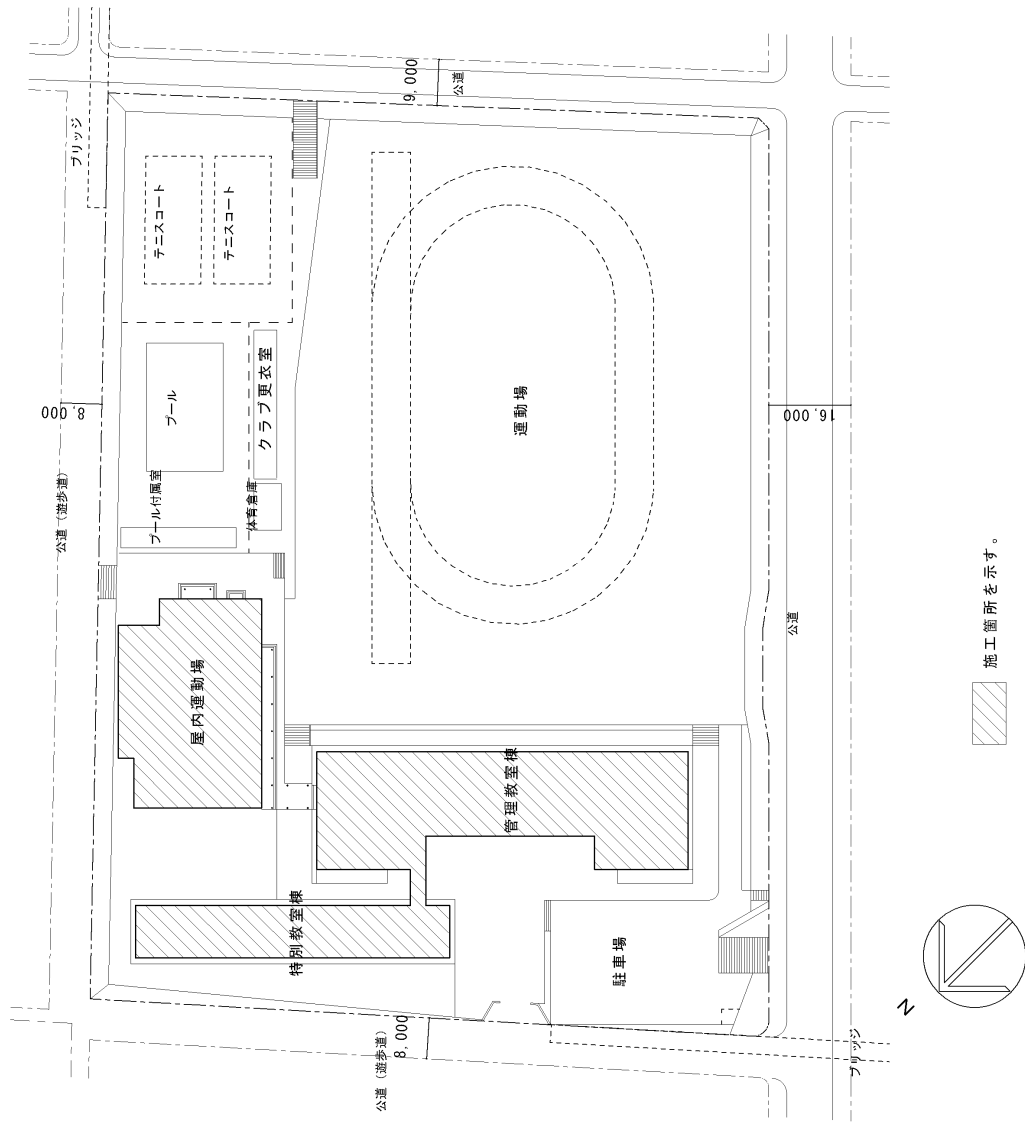 9,000
公道
ブリッジ
テニスコート
テニスコート
8,000
公道（遊歩道）
プール
クラブ更衣室
プール付属室
体育倉庫
運動場
16,000
公道
屋内運動場
管理教室棟
特別教室棟
駐車場
公道（遊歩道）
8,000
ブリッジ
施工箇所を示す。
N